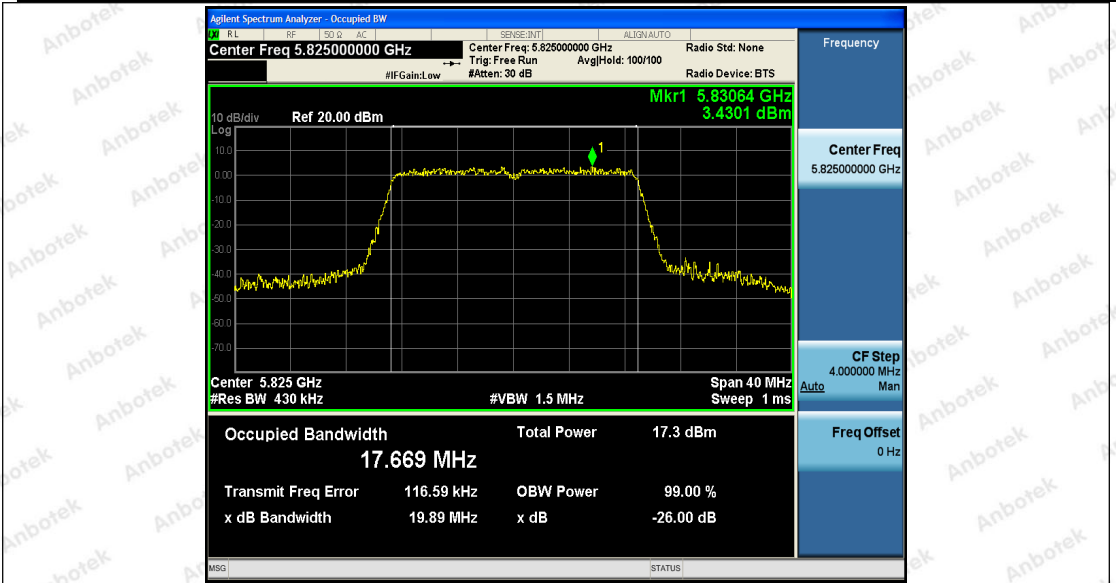 Agilent Spectrum Analyzer - Occupied BW
LXI RL RF 50 Ω AC SENSE:INT ALIGNAUTO
Center Freq 5.825000000 GHz Center Freq: 5.825000000 GHz Radio Std: None
Trig: Free Run Avg|Hold: 100/100
#IFGain:Low #Atten: 30 dB Radio Device: BTS
Mkr1 5.83064 GHz
3.4301 dBm
10 dB/div Ref 20.00 dBm
Log
10.0
1
0.00
-10.0
-20.0
-30.0
-40.0
-50.0
-60.0
-70.0
Center 5.825 GHz Span 40 MHz
#Res BW 430 kHz #VBW 1.5 MHz Sweep 1 ms
Occupied Bandwidth Total Power 17.3 dBm
17.669 MHz
Transmit Freq Error 116.59 kHz OBW Power 99.00 %
x dB Bandwidth 19.89 MHz x dB -26.00 dB
MSG STATUS
Frequency
Center Freq
5.825000000 GHz
CF Step
4.000000 MHz
Auto Man
Freq Offset
0 Hz
Anbotek